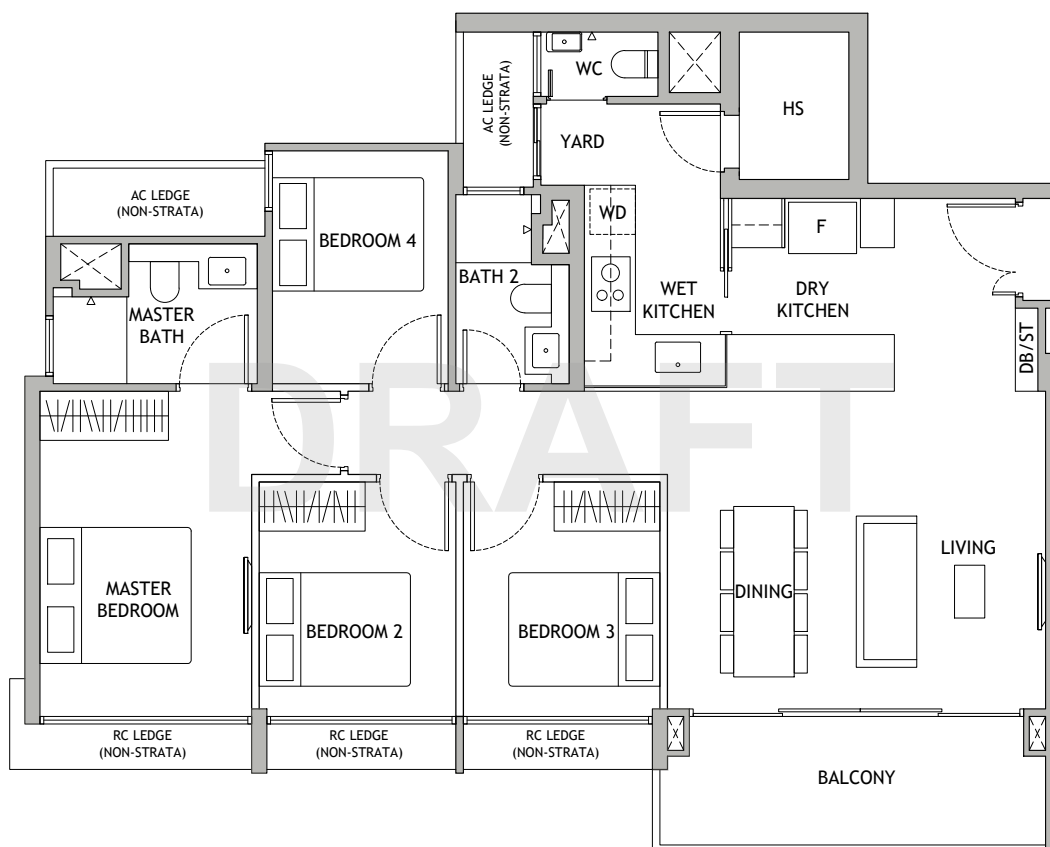 WC
AC LEDGE
(NON-STRATA)
HS
YARD
AC LEDGE
(NON-STRATA)
BEDROOM 4
WD
F
BATH 2
WET
KITCHEN
DRY
KITCHEN
MASTER
BATH
DB/ST
DRAFT
LIVING
MASTER
BEDROOM
DINING
BEDROOM 2
BEDROOM 3
RC LEDGE
(NON-STRATA)
RC LEDGE
(NON-STRATA)
RC LEDGE
(NON-STRATA)
BALCONY